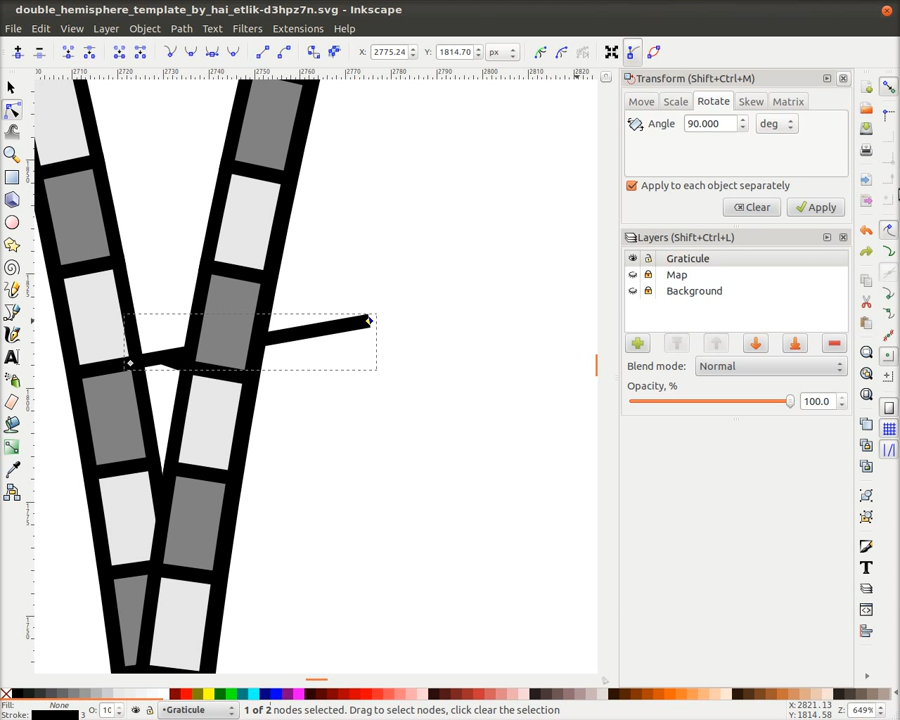 double_hemisphere_template_by_hai_etlik-d3hpz7n.svg - Inkscape
File Edit View Layer Object Path Text Filters Extensions Help
X: 2775.24 Y: 1814.70 px
2710 2720 2730 2740 2750 2760 2770 2780 2790 2800 2810 2820
Transform (Shift+Ctrl+M)
Move Scale Rotate Skew Matrix
Angle 90.000 deg
Apply to each object separately
Clear Apply
Layers (Shift+Ctrl+L)
Graticule
Map
Background
Blend mode: Normal
Opacity, % 100.0
Fill: None
Stroke: 3
O: 10
•Graticule
1 of 2 nodes selected. Drag to select nodes, click clear the selection
X: 2821.13
Y: 1814.58
Z: 649%